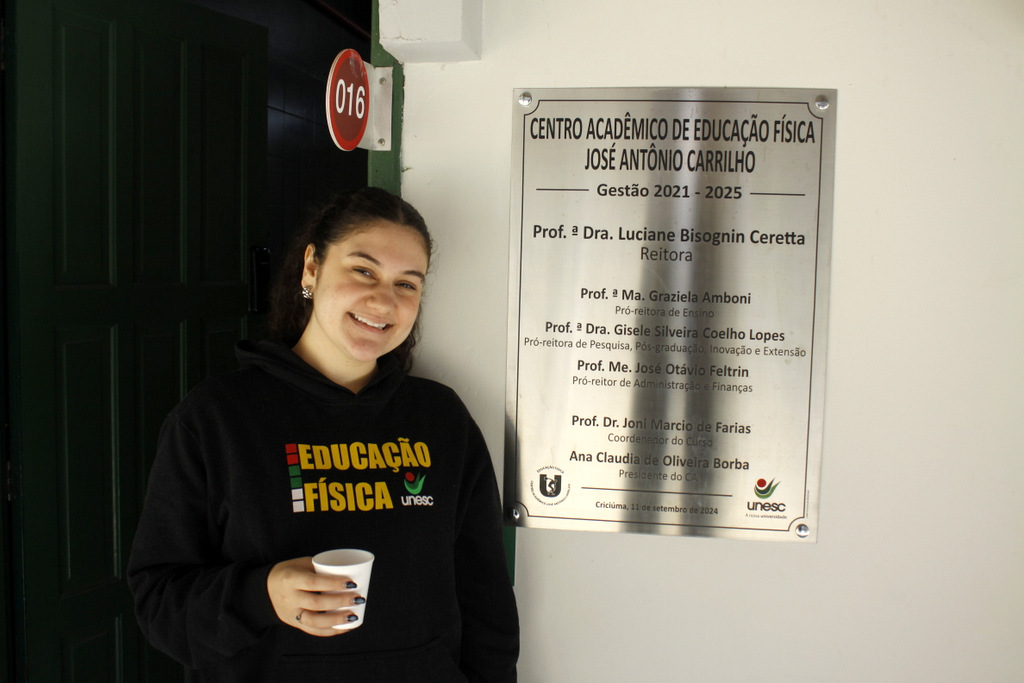 016
CENTRO ACADÊMICO DE EDUCAÇÃO FÍSICA
JOSÉ ANTÔNIO CARRILHO
Gestão 2021 - 2025
Prof. ª Dra. Luciane Bisognin Ceretta
Reitora
Prof. ª Ma. Graziela Amboni
Pró-reitora de Ensino
Prof. ª Dra. Gisele Silveira Coelho Lopes
Pró-reitora de Pesquisa, Pós-graduação, Inovação e Extensão
Prof. Me. José Otávio Feltrin
Pró-reitor de Administração e Finanças
Prof. Dr. Joni Marcio de Farias
Coordenador do Curso
Ana Claudia de Oliveira Borba
Presidente do CA
Criciúma, 11 de setembro de 2024
unesc
A nossa universidade
EDUCAÇÃO
FÍSICA
unesc